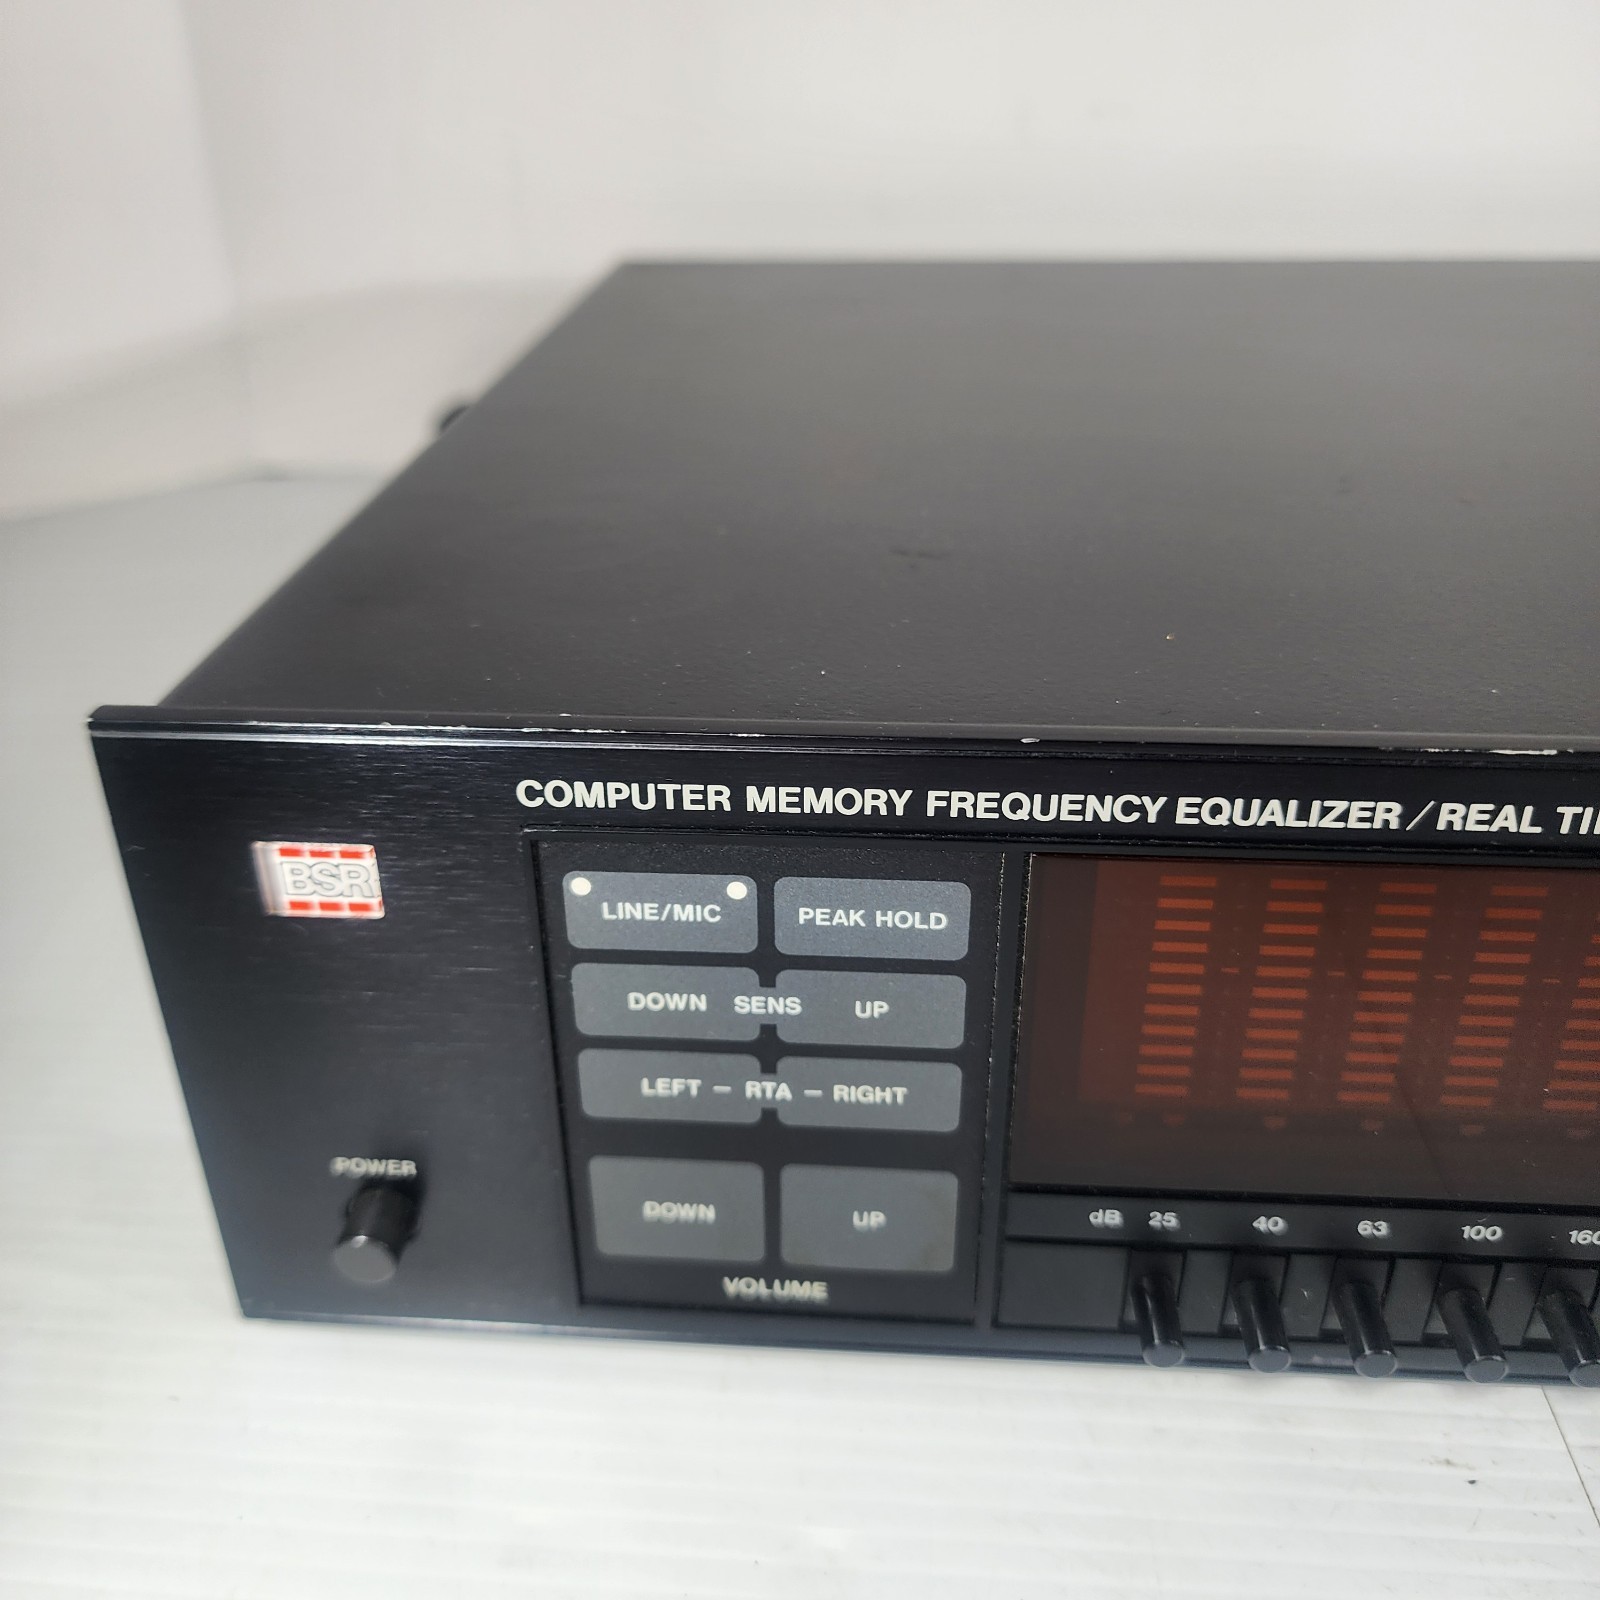 COMPUTER MEMORY FREQUENCY EQUALIZER / REAL
BSR
LINE/MIC PEAK HOLD
DOWN SENS UP
LEFT – RTA – RIGHT
POWER
DOWN UP
VOLUME
dB 25 40 63 100 160